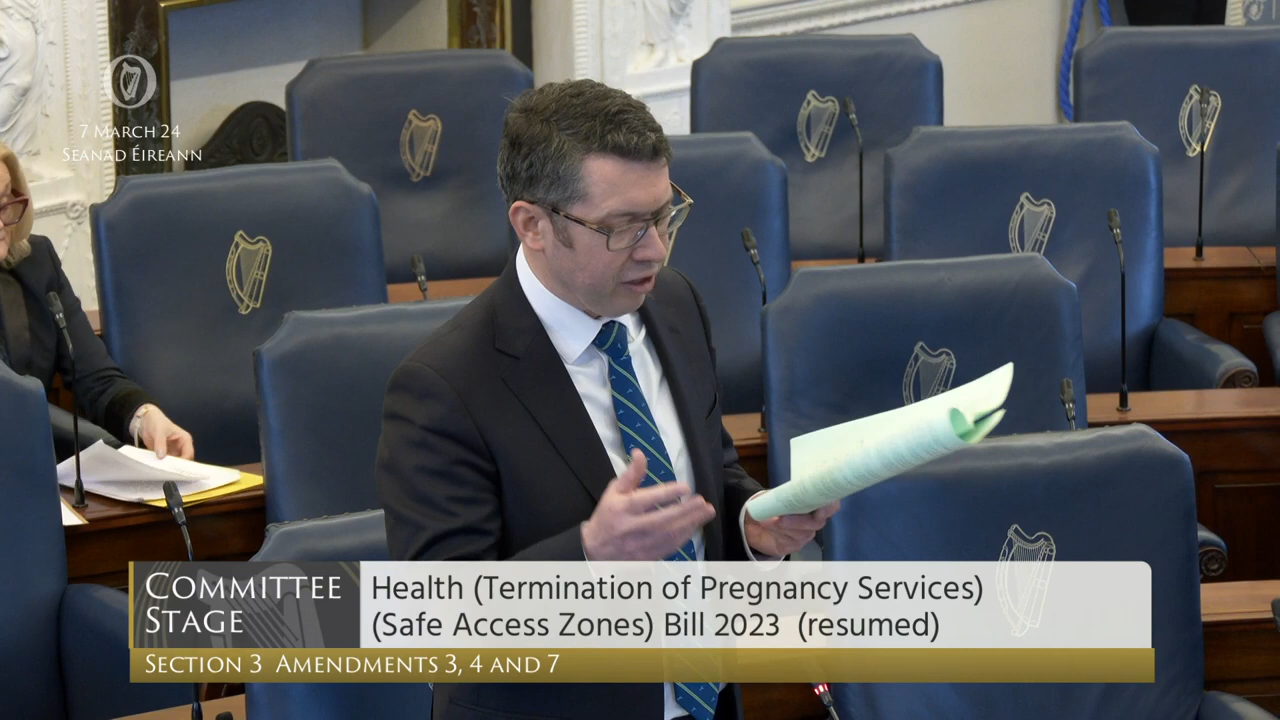 7 March 24
Seanad Éireann
Committee
Stage
Health (Termination of Pregnancy Services)
(Safe Access Zones) Bill 2023 (resumed)
Section 3 Amendments 3, 4 and 7